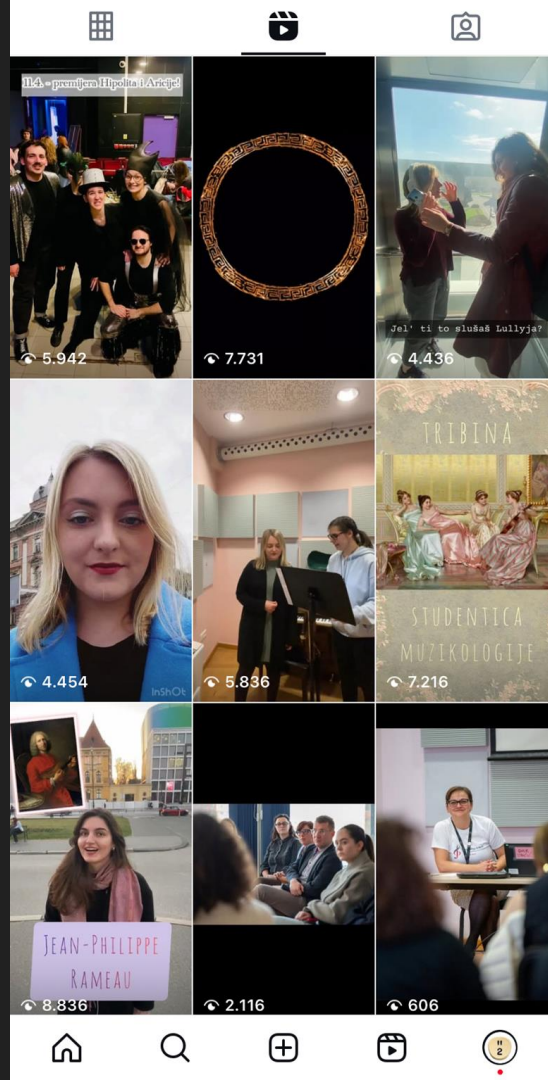 11.4. - premijera Hipolita i Aricije!
5.942
7.731
Jel' ti to slušaš Lullyja?
4.436
4.454
InShOt
5.836
TRIBINA
STUDENTICA
MUZIKOLOGIJE
7.216
JEAN-PHILIPPE
RAMEAU
8.836
2.116
606
"
2